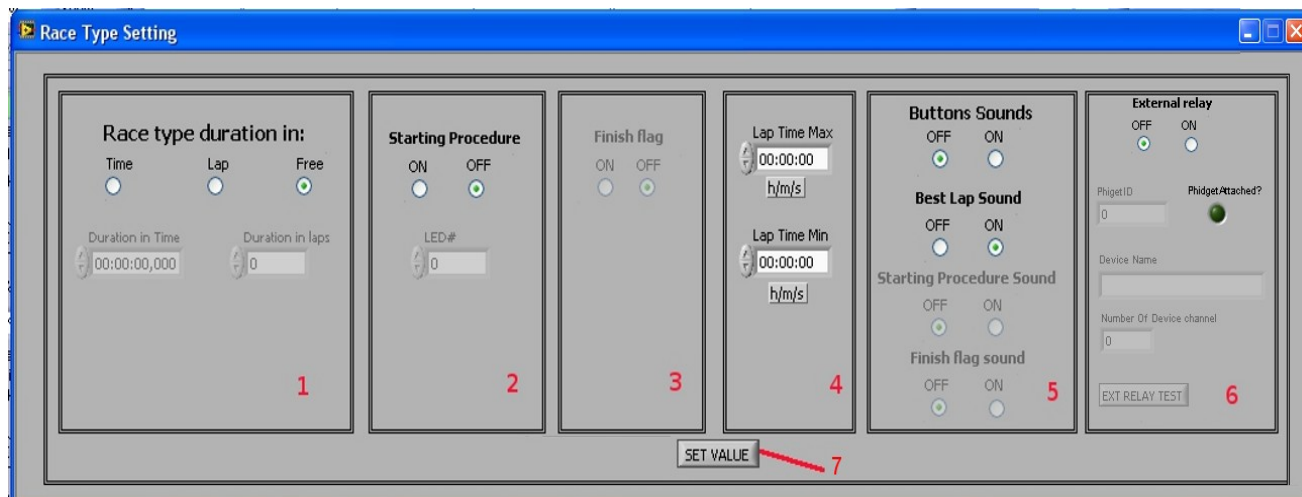 Race Type Setting
Race type duration in:
Time Lap Free
Duration in Time Duration in laps
00:00:00,000 0
1
Starting Procedure
ON OFF
LED#
0
2
Finish flag
ON OFF
3
Lap Time Max
00:00:00
h/m/s
Lap Time Min
00:00:00
h/m/s
4
Buttons Sounds
OFF ON
Best Lap Sound
OFF ON
Starting Procedure Sound
OFF ON
Finish flag sound
OFF ON
5
External relay
OFF ON
PhigetID Phidget Attached?
0
Device Name
Number Of Device channel
0
EXT RELAY TEST
6
SET VALUE
7